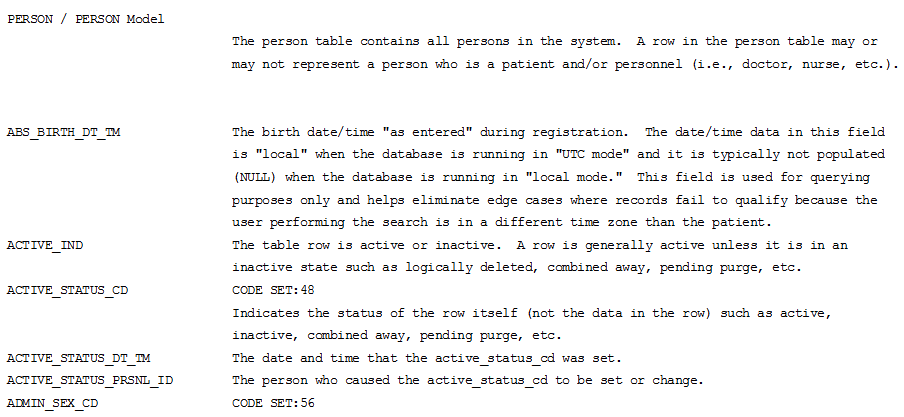 PERSON / PERSON Model
The person table contains all persons in the system.  A row in the person table may or
may not represent a person who is a patient and/or personnel (i.e., doctor, nurse, etc.).
ABS_BIRTH_DT_TM The birth date/time "as entered" during registration.  The date/time data in this field
is "local" when the database is running in "UTC mode" and it is typically not populated
(NULL) when the database is running in "local mode."  This field is used for querying
purposes only and helps eliminate edge cases where records fail to qualify because the
user performing the search is in a different time zone than the patient.
ACTIVE_IND The table row is active or inactive.  A row is generally active unless it is in an
inactive state such as logically deleted, combined away, pending purge, etc.
ACTIVE_STATUS_CD CODE SET:48
Indicates the status of the row itself (not the data in the row) such as active,
inactive, combined away, pending purge, etc.
ACTIVE_STATUS_DT_TM The date and time that the active_status_cd was set.
ACTIVE_STATUS_PRSNL_ID The person who caused the active_status_cd to be set or change.
ADMIN_SEX_CD CODE SET:56